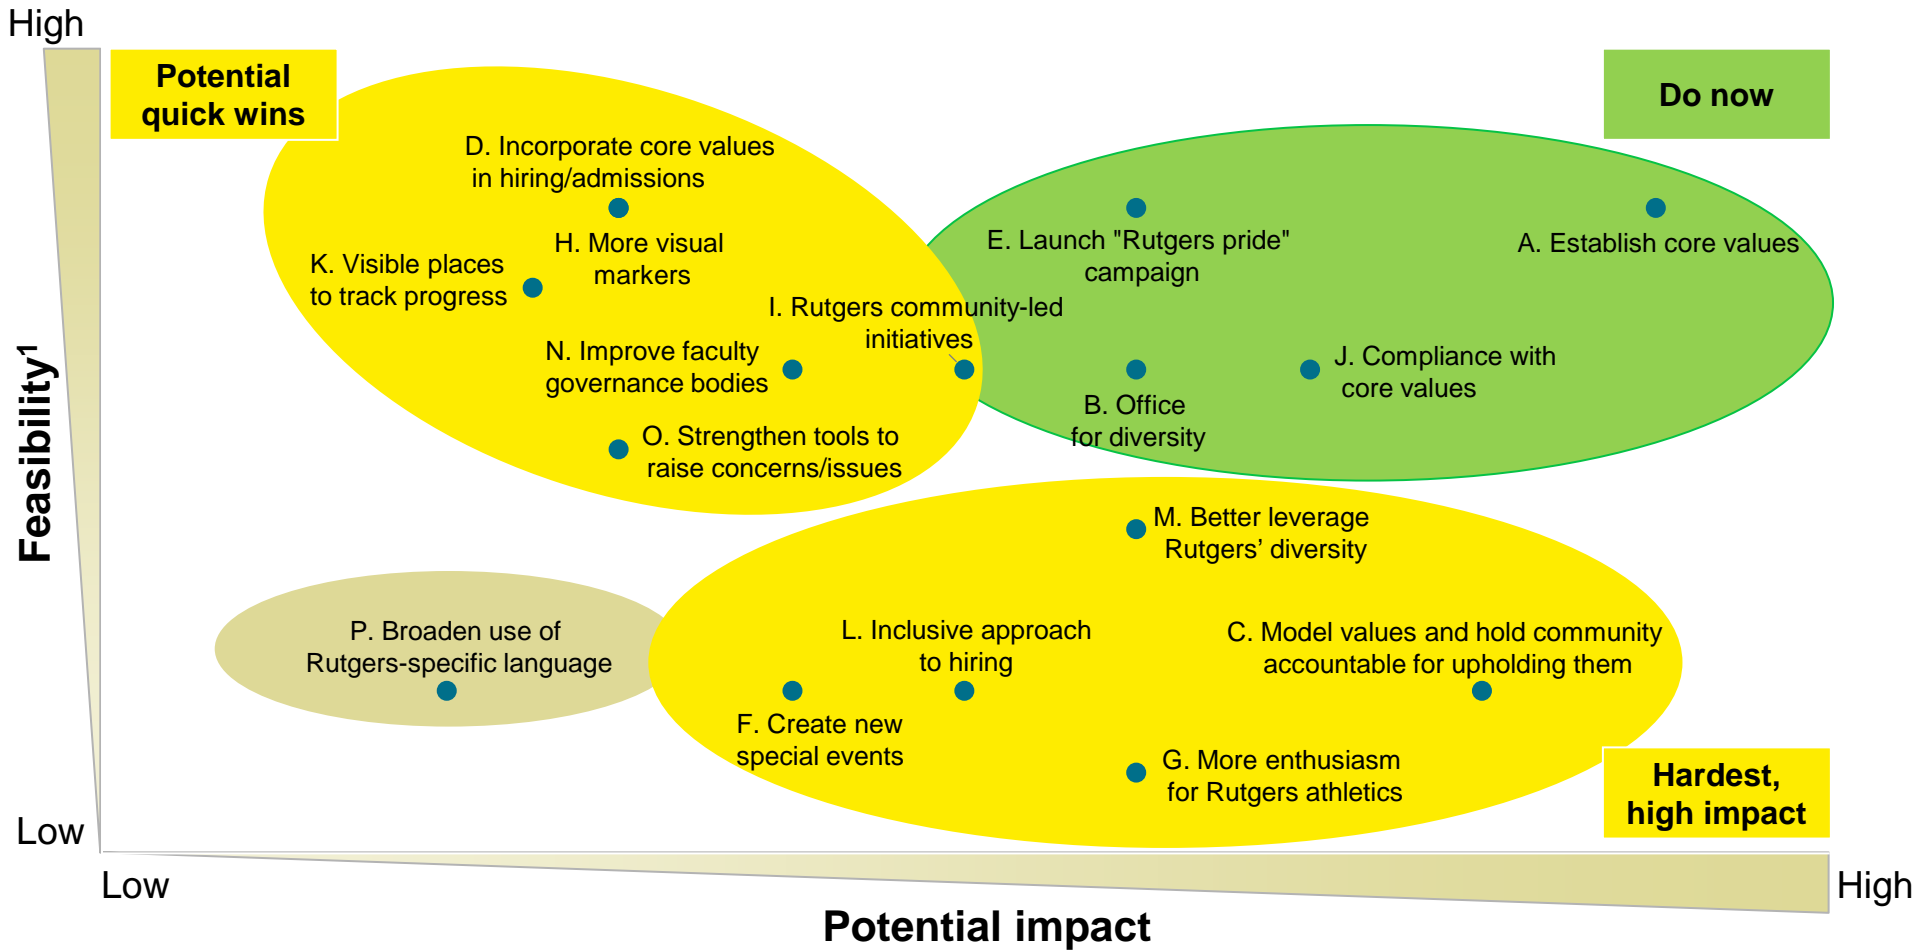 High
Potential
quick wins
Do now
D. Incorporate core values
in hiring/admissions
E. Launch "Rutgers pride"
campaign
A. Establish core values
H. More visual
markers
K. Visible places
to track progress
I. Rutgers community-led
initiatives
N. Improve faculty
governance bodies
J. Compliance with
core values
B. Office
for diversity
O. Strengthen tools to
raise concerns/issues
Feasibility¹
M. Better leverage
Rutgers’ diversity
P. Broaden use of
Rutgers-specific language
L. Inclusive approach
to hiring
C. Model values and hold community
accountable for upholding them
F. Create new
special events
G. More enthusiasm
for Rutgers athletics
Hardest,
high impact
Low
Low
High
Potential impact